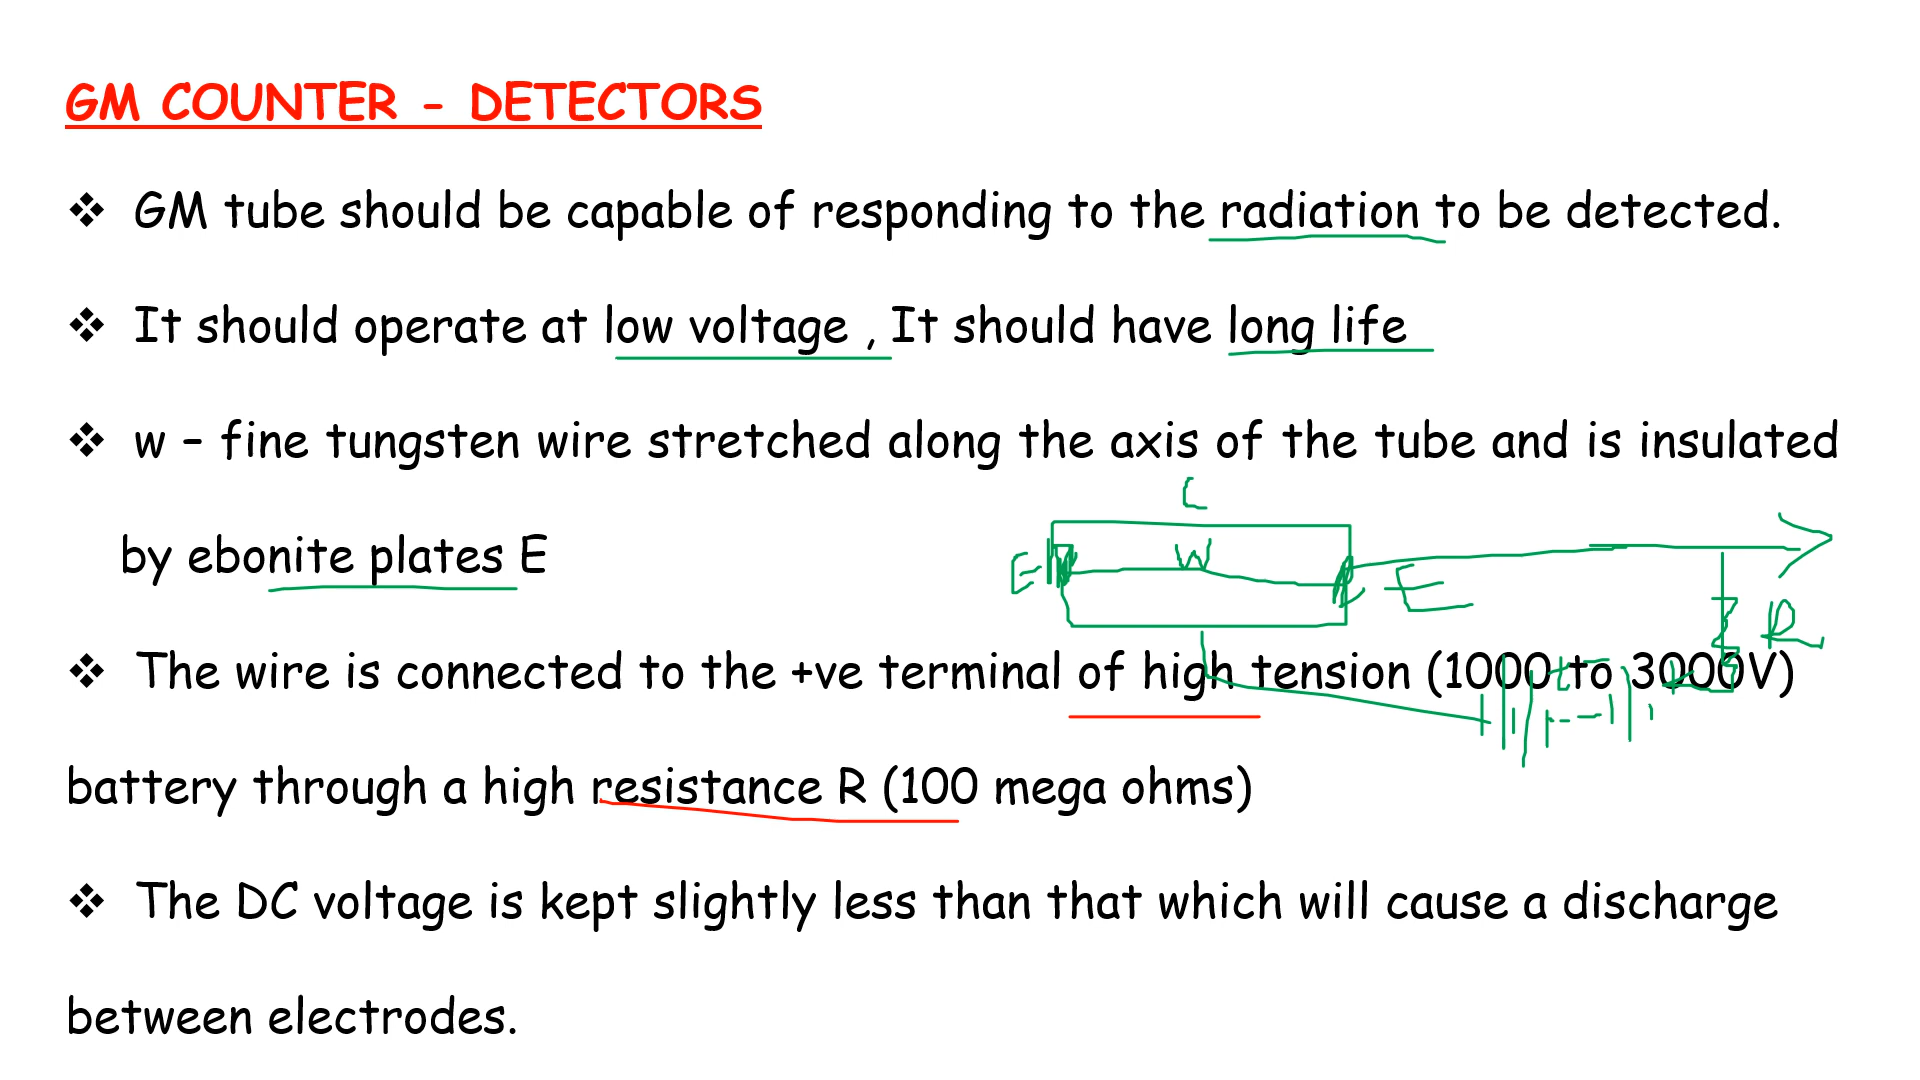 GM COUNTER - DETECTORS
❖ GM tube should be capable of responding to the radiation to be detected.
❖ It should operate at low voltage , It should have long life
❖ w – fine tungsten wire stretched along the axis of the tube and is insulated
C
by ebonite plates E
E W E
R
❖ The wire is connected to the +ve terminal of high tension (1000 to 3000V)
battery through a high resistance R (100 mega ohms)
❖ The DC voltage is kept slightly less than that which will cause a discharge
between electrodes.